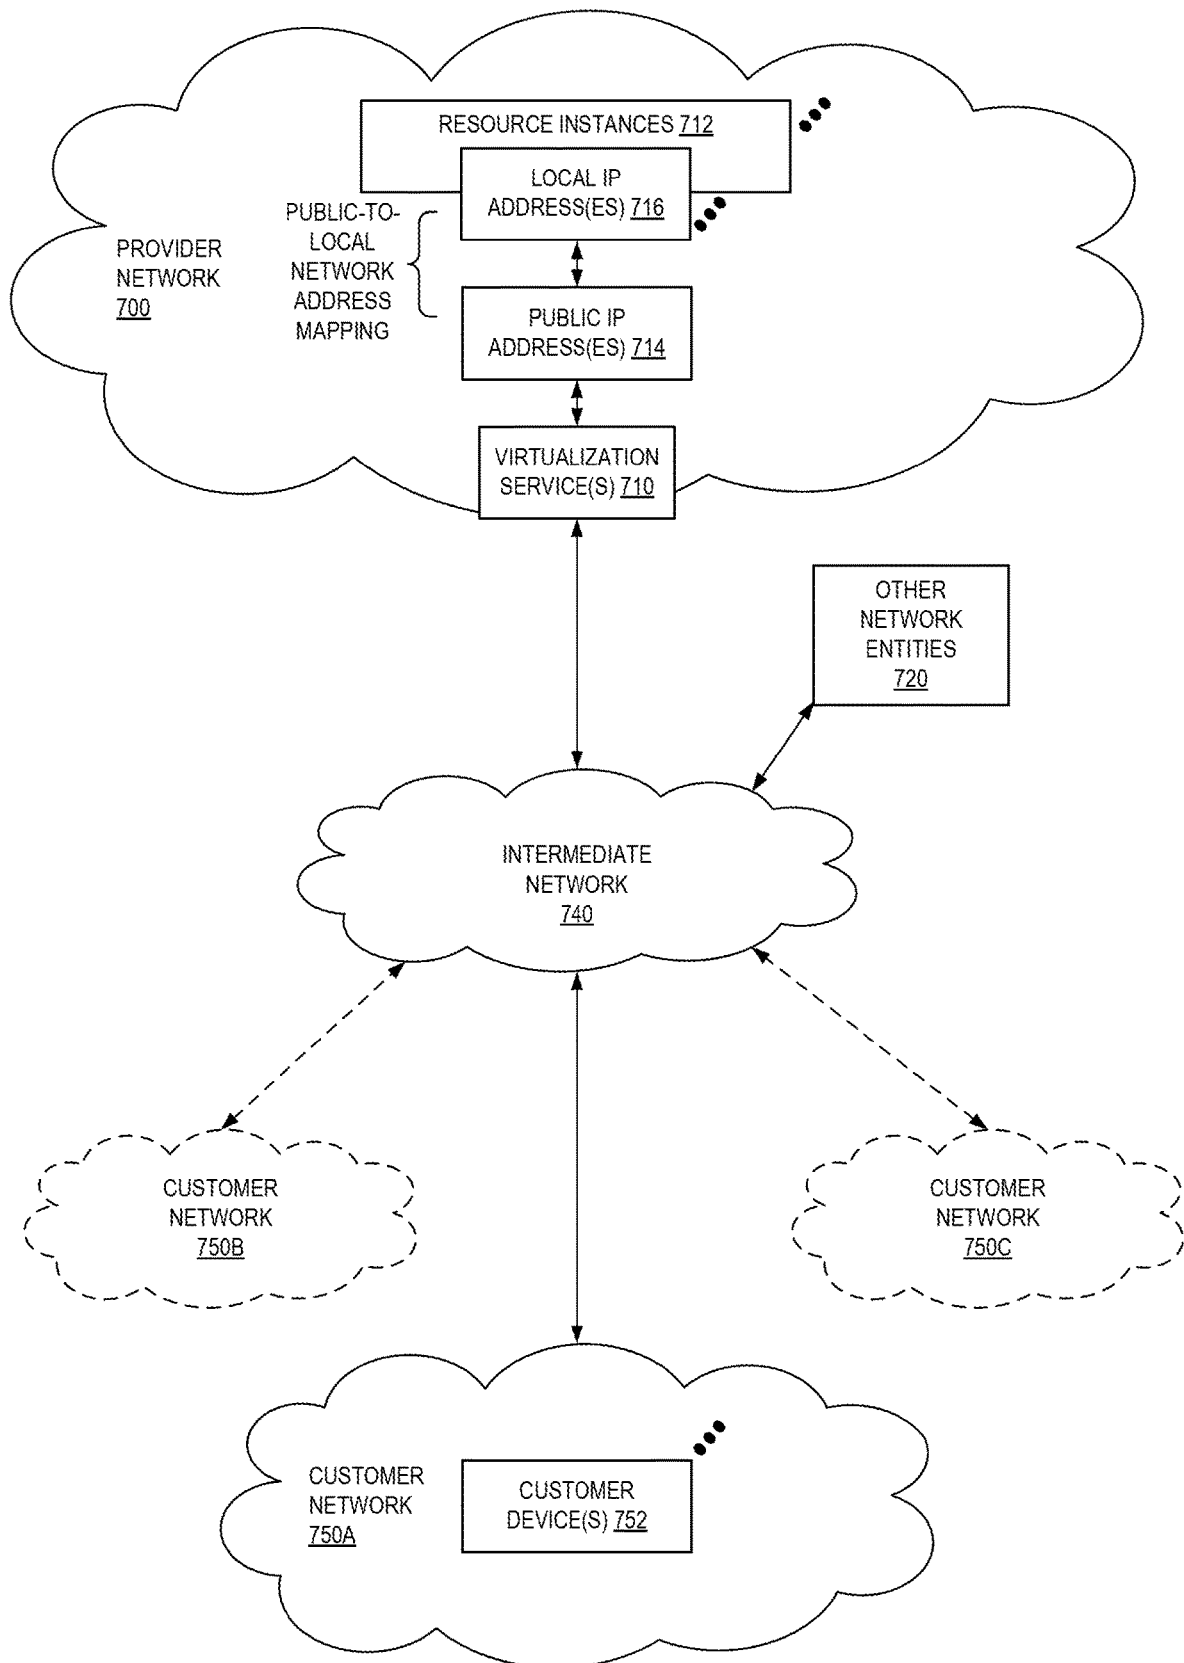 RESOURCE INSTANCES 712
LOCAL IP
ADDRESS(ES) 716
PUBLIC-TO-
LOCAL
NETWORK
ADDRESS
MAPPING
PROVIDER
NETWORK
700
PUBLIC IP
ADDRESS(ES) 714
VIRTUALIZATION
SERVICE(S) 710
OTHER
NETWORK
ENTITIES
720
INTERMEDIATE
NETWORK
740
CUSTOMER
NETWORK
750B
CUSTOMER
NETWORK
750C
CUSTOMER
NETWORK
750A
CUSTOMER
DEVICE(S) 752